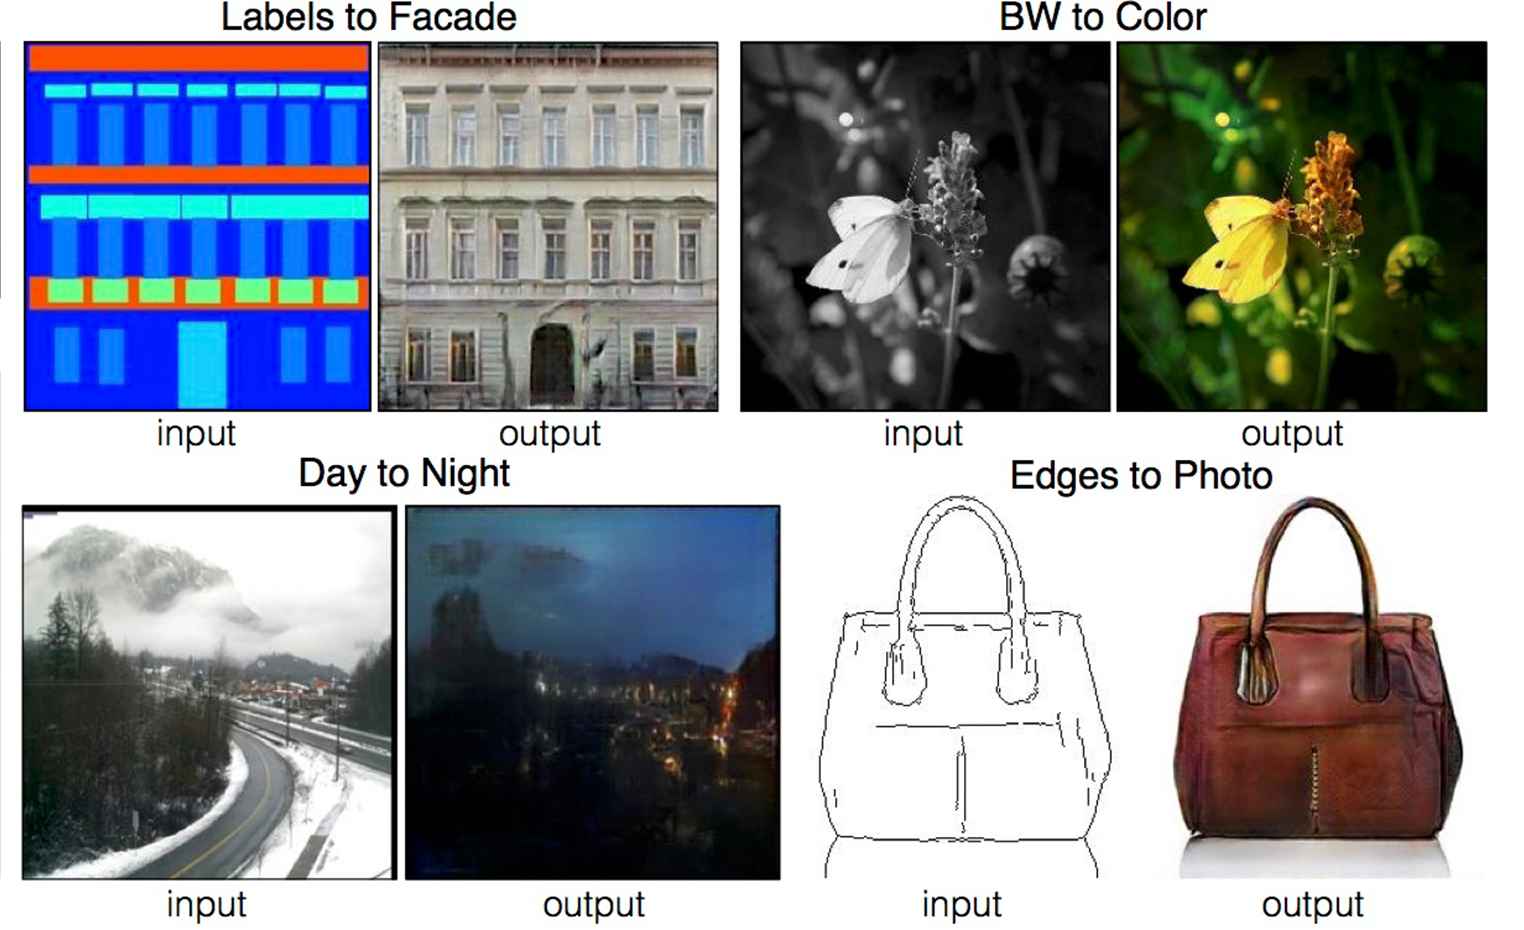 Labels to Facade
BW to Color
input
output
input
output
Day to Night
Edges to Photo
input
output
input
output